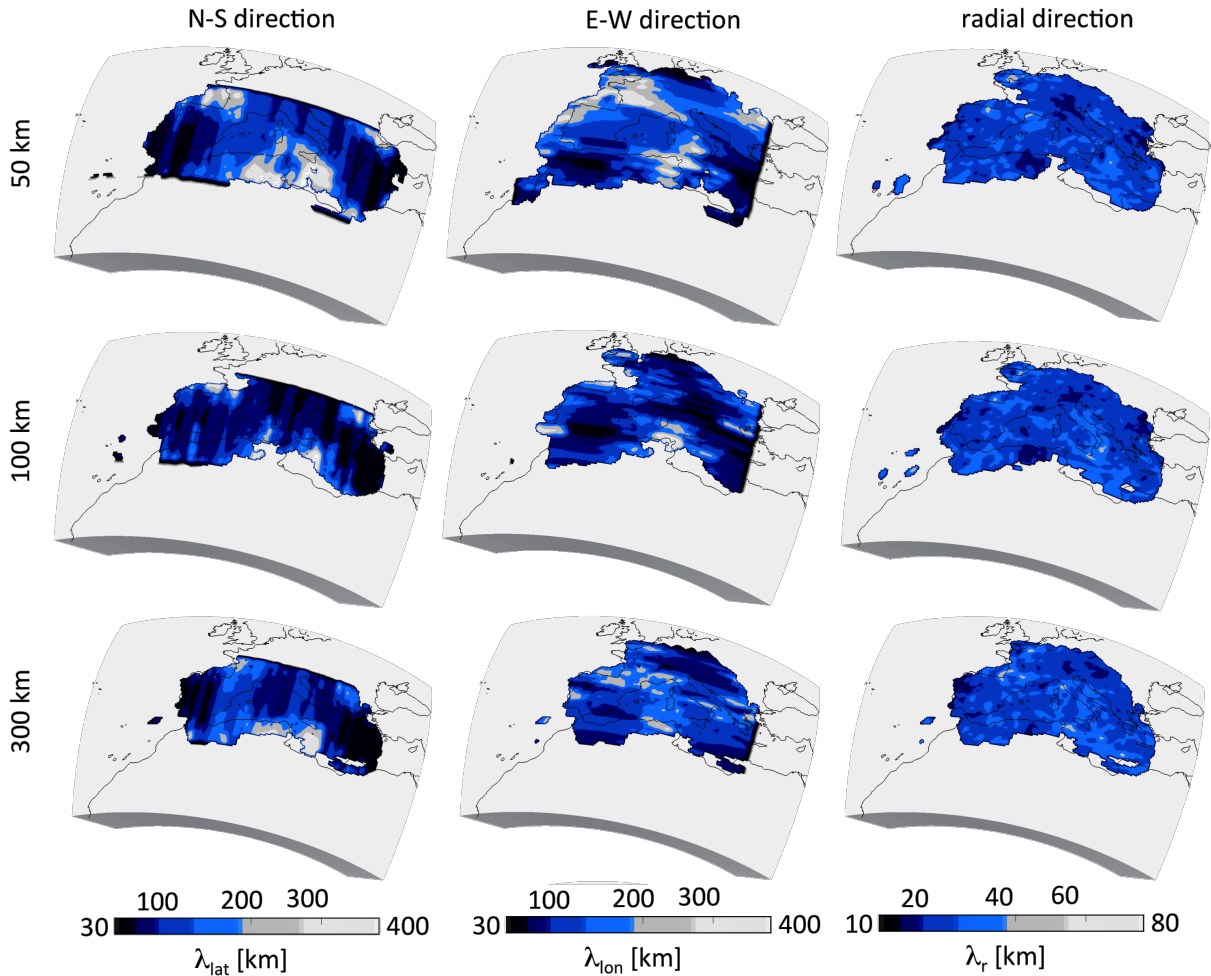 N-S direction
E-W direction
radial direction
50 km
100 km
300 km
100 200 300
30 400
λlat [km]
100 200 300
30 400
λlon [km]
20 40 60
10 80
λr [km]